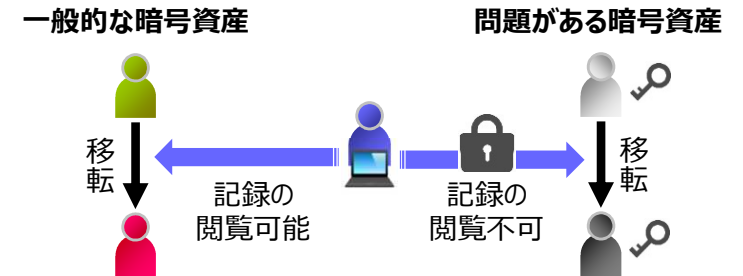 一般的な暗号資産
問題がある暗号資産
移転
記録の
閲覧可能
記録の
閲覧不可
移転